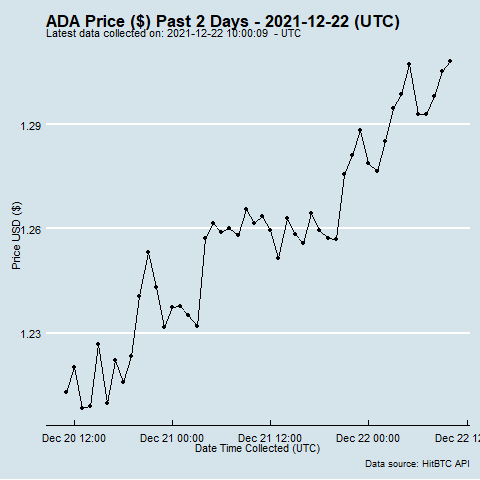 ADA Price ($) Past 2 Days - 2021-12-22 (UTC)
Latest data collected on: 2021-12-22 10:00:09 - UTC
1.29
1.26
1.23
Price USD ($)
Dec 20 12:00 Dec 21 00:00 Dec 21 12:00 Dec 22 00:00 Dec 22 12
Date Time Collected (UTC)
Data source: HitBTC API